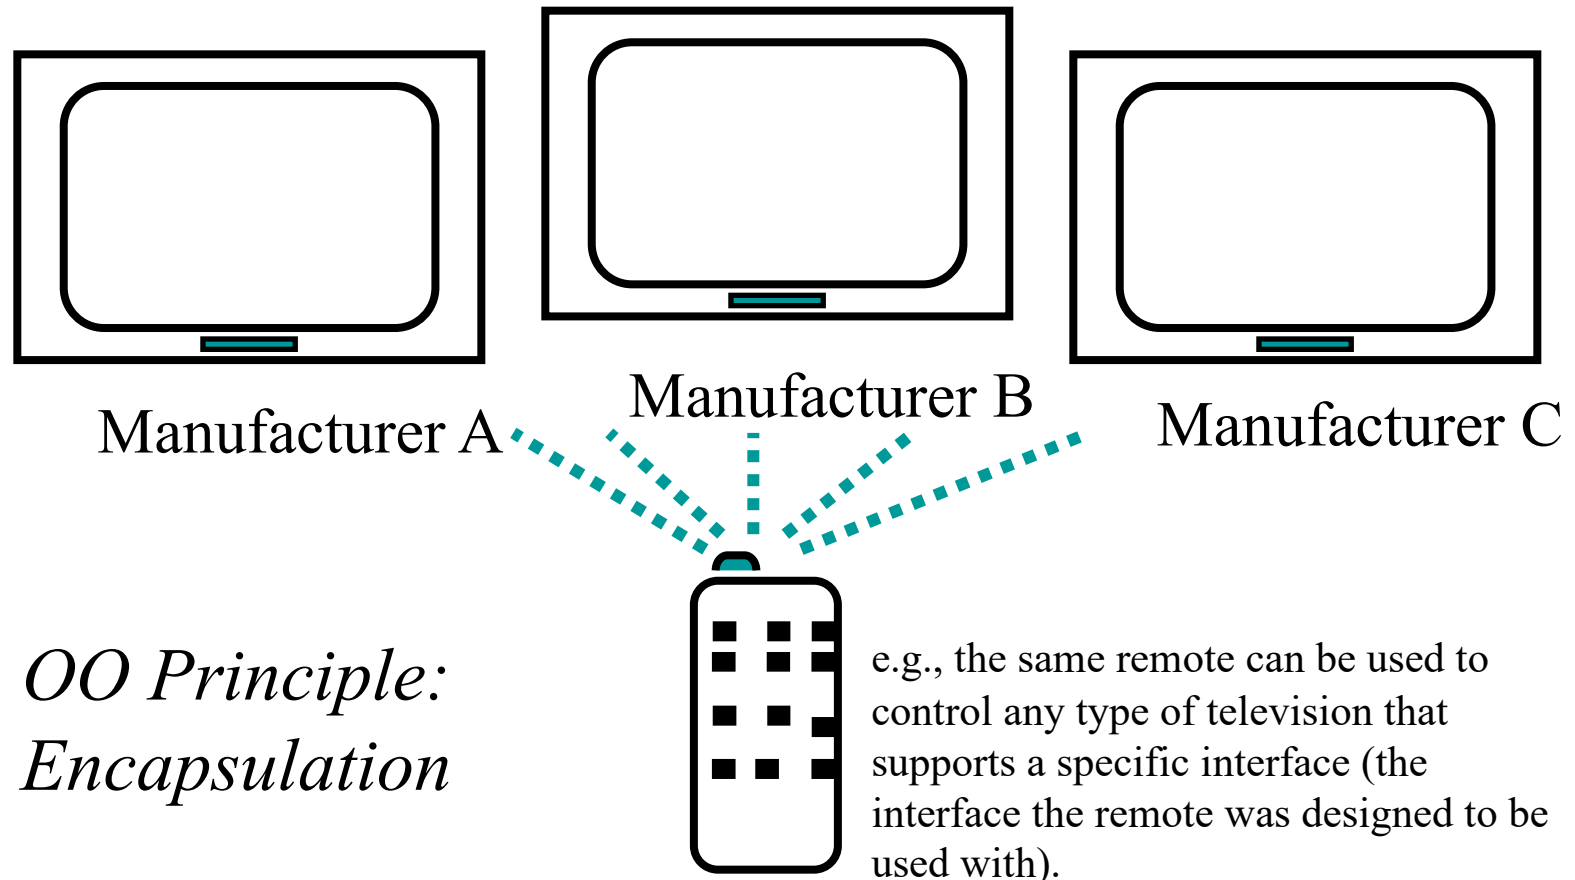 Manufacturer A
Manufacturer B
Manufacturer C
OO Principle:
Encapsulation
e.g., the same remote can be used to
control any type of television that
supports a specific interface (the
interface the remote was designed to be
used with).